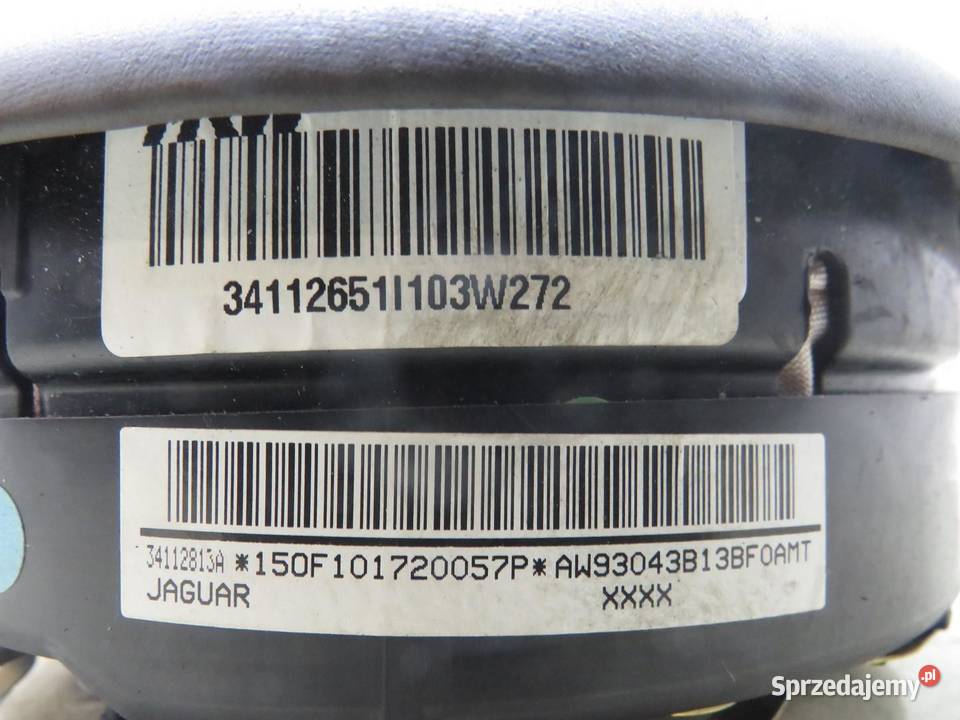 34112651I103W272
34112813A *150F101720057P* AW93043B13BF0AMT
JAGUAR XXXX
Sprzedajemy.pl